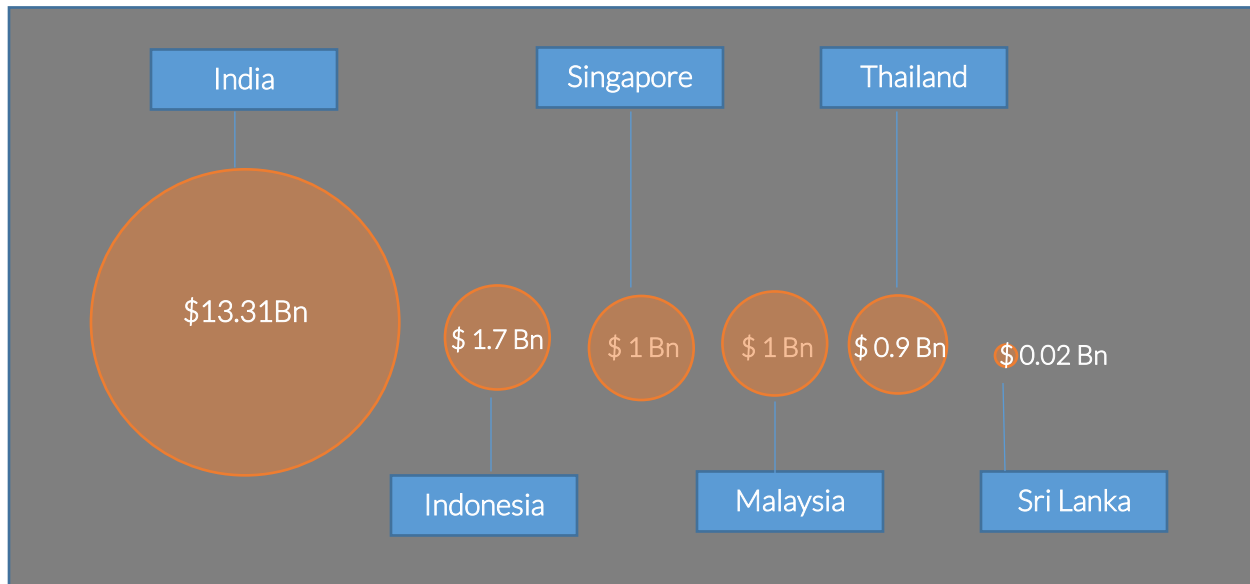 India
Singapore
Thailand
$13.31Bn
$ 1.7 Bn
$ 1 Bn
$ 1 Bn
$ 0.9 Bn
$ 0.02 Bn
Indonesia
Malaysia
Sri Lanka